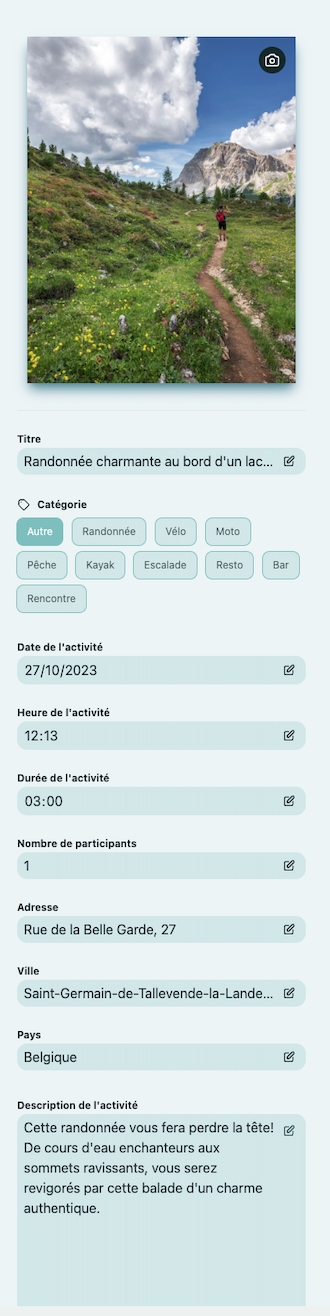 Titre
Randonnée charmante au bord d'un lac...
Catégorie
Autre
Randonnée
Vélo
Moto
Pêche
Kayak
Escalade
Resto
Bar
Rencontre
Date de l'activité
27/10/2023
Heure de l'activité
12:13
Durée de l'activité
03:00
Nombre de participants
1
Adresse
Rue de la Belle Garde, 27
Ville
Saint-Germain-de-Tallevende-la-Lande...
Pays
Belgique
Description de l'activité
Cette randonnée vous fera perdre la tête!
De cours d'eau enchanteurs aux
sommets ravissants, vous serez
revigorés par cette balade d'un charme
authentique.